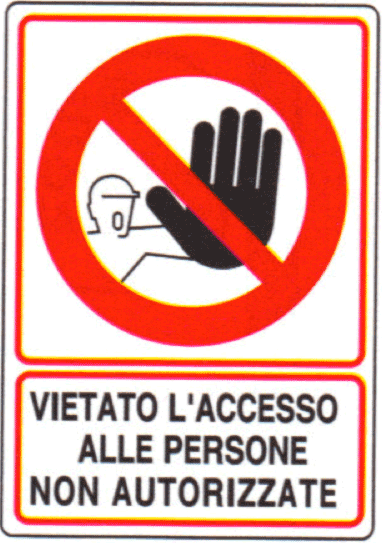 VIETATO L'ACCESSO
ALLE PERSONE
NON AUTORIZZATE